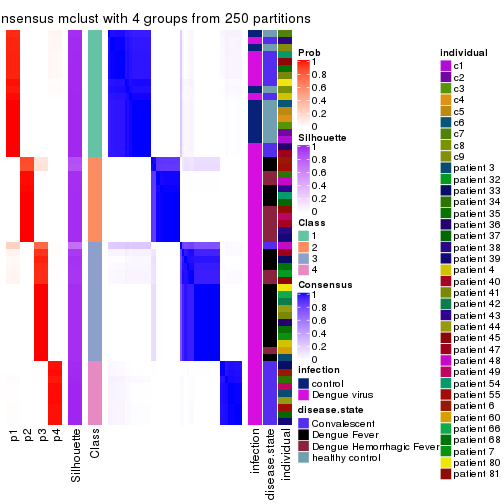 nsensus mclust with 4 groups from 250 partitions
p1
p2
p3
p4
Silhouette
Class
infection
disease.state
individual
Prob
1
0.8
0.6
0.4
0.2
0
Silhouette
1
0.8
0.6
0.4
0.2
0
Class
1
2
3
4
Consensus
1
0.8
0.6
0.4
0.2
0
infection
control
Dengue virus
disease.state
Convalescent
Dengue Fever
Dengue Hemorrhagic Fever
healthy control
individual
c1
c2
c3
c4
c5
c6
c7
c8
c9
patient 3
patient 32
patient 33
patient 34
patient 35
patient 36
patient 37
patient 38
patient 39
patient 4
patient 40
patient 41
patient 42
patient 43
patient 44
patient 45
patient 47
patient 48
patient 49
patient 54
patient 55
patient 6
patient 60
patient 66
patient 68
patient 7
patient 80
patient 81